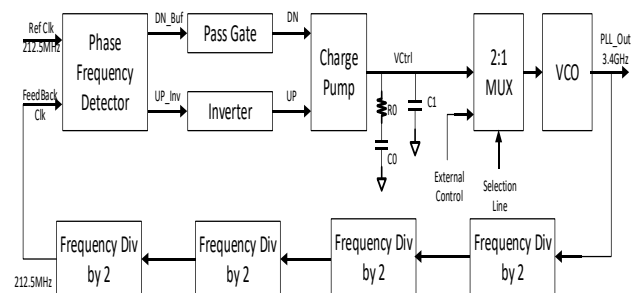 Ref Clk
212.5MHz
FeedBack
Clk
Phase
Frequency
Detector
DN_Buf
UP_Inv
Pass Gate
Inverter
DN
UP
Charge
Pump
VCtrl
R0
C0
C1
External
Control
2:1
MUX
Selection
Line
VCO
PLL_Out
3.4GHz
212.5MHz
Frequency Div
by 2
Frequency Div
by 2
Frequency Div
by 2
Frequency Div
by 2